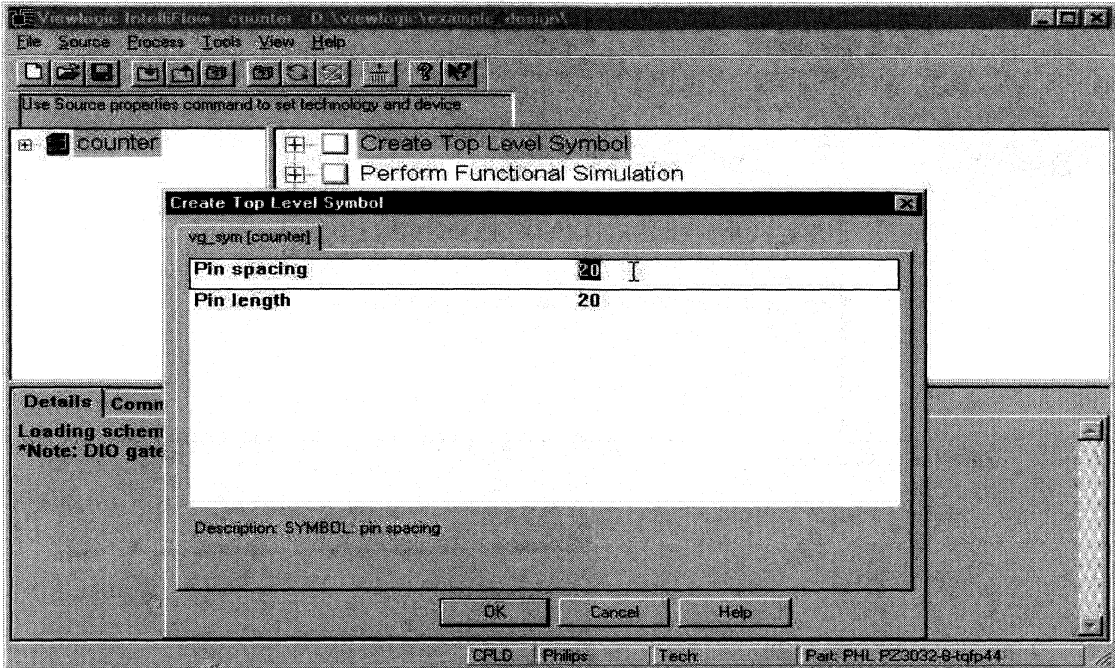 Viewlogic IntelliFlow - counter - D:\viewlogic\example_design\
File Source Process Tools View Help
Use Source properties command to set technology and device
counter
Create Top Level Symbol
Perform Functional Simulation
Create Top Level Symbol
vg_sym [counter]
Pin spacing 20
Pin length 20
Details Comm
Loading schem
*Note: DIO gate
Description: SYMBOL: pin spacing
OK Cancel Help
CPLD Philips Tech: Part: PHL PZ3032-8-tqfp44